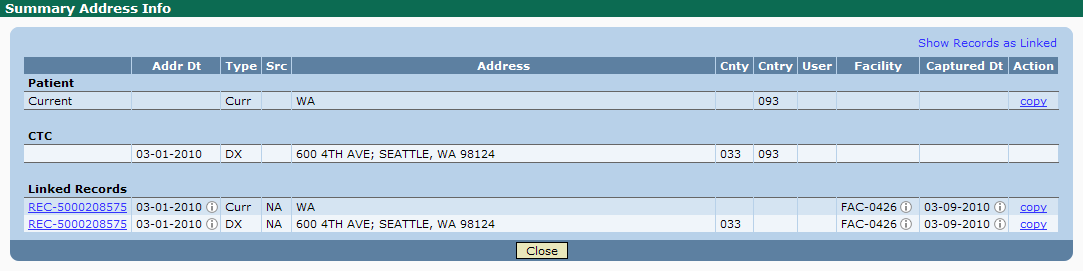 Summary Address Info
Show Records as Linked
Addr Dt Type Src Address Cnty Cntry User Facility Captured Dt Action
Patient
Current Curr WA 093 copy
CTC
03-01-2010 DX 600 4TH AVE; SEATTLE, WA 98124 033 093
Linked Records
REC-5000208575 03-01-2010 Curr NA WA FAC-0426 03-09-2010 copy
REC-5000208575 03-01-2010 DX NA 600 4TH AVE; SEATTLE, WA 98124 033 FAC-0426 03-09-2010 copy
Close